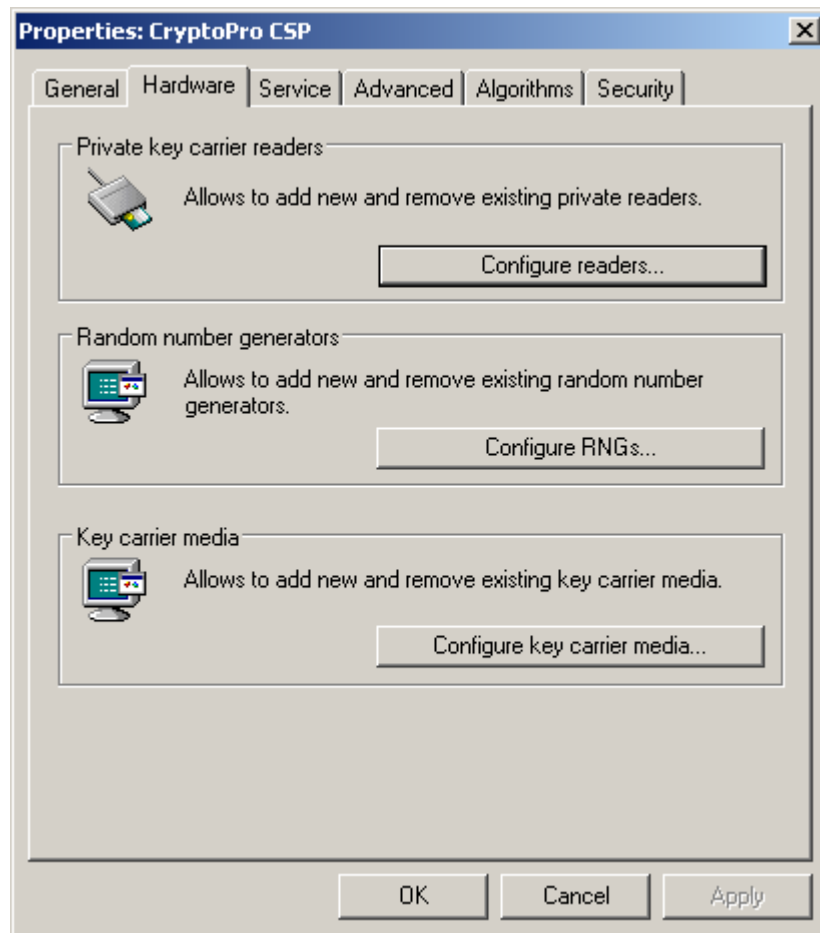 Properties: CryptoPro CSP
General Hardware Service Advanced Algorithms Security
Private key carrier readers
Allows to add new and remove existing private readers.
Configure readers...
Random number generators
Allows to add new and remove existing random number
generators.
Configure RNGs...
Key carrier media
Allows to add new and remove existing key carrier media.
Configure key carrier media...
OK Cancel Apply